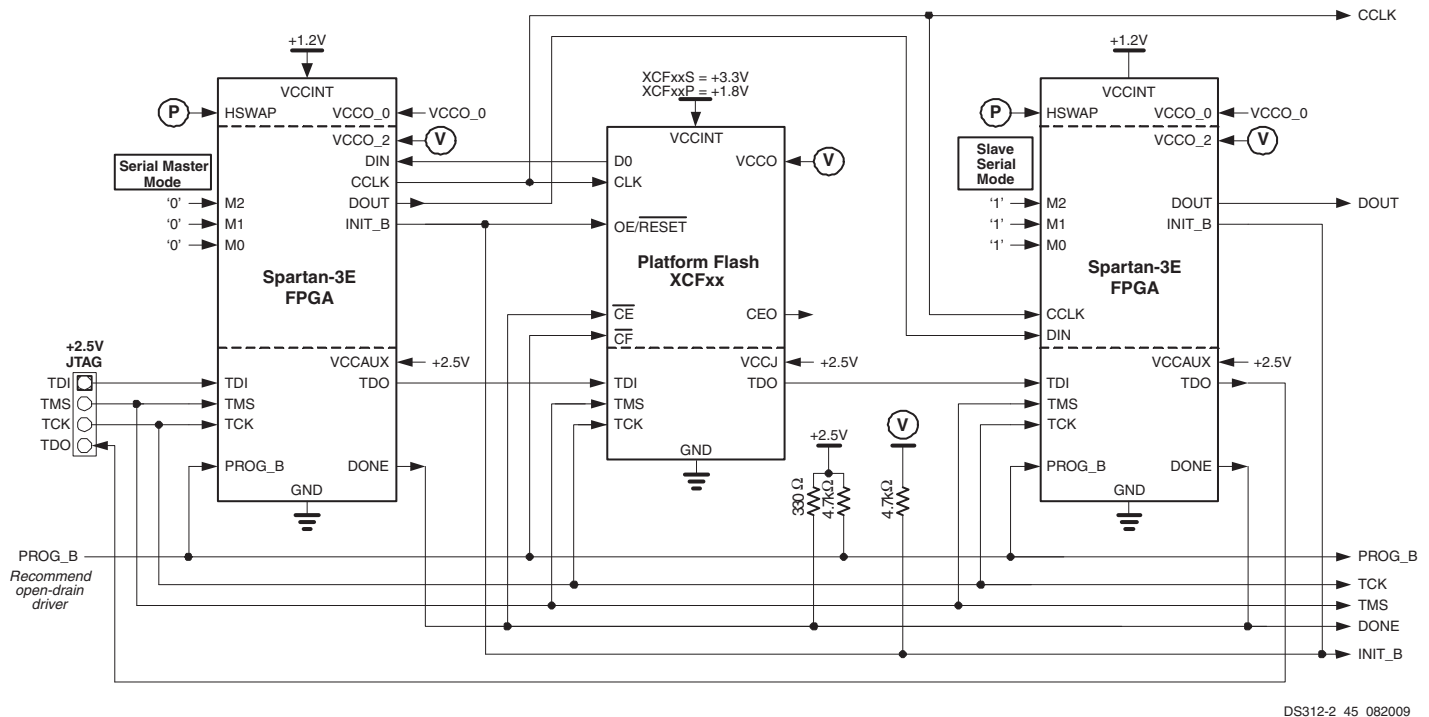 CCLK
+1.2V
VCCINT
P
HSWAP
VCCO_0
VCCO_0
VCCO_2
V
Serial Master
Mode
DIN
CCLK
DOUT
INIT_B
'0'
M2
'0'
M1
'0'
M0
Spartan-3E
FPGA
+2.5V
JTAG
TDI
TMS
TCK
TDO
VCCAUX
+2.5V
TDI
TDO
TMS
TCK
PROG_B
DONE
GND
XCFxxS = +3.3V
XCFxxP = +1.8V
VCCINT
D0
VCCO
V
CLK
OE/RESET
Platform Flash
XCFxx
CE
CEO
CF
VCCJ
+2.5V
TDI
TDO
TMS
TCK
GND
+2.5V
330 Ω
4.7kΩ
V
4.7kΩ
+1.2V
VCCINT
P
HSWAP
VCCO_0
VCCO_0
VCCO_2
V
Slave
Serial
Mode
'1'
M2
'1'
M1
'1'
M0
DOUT
DOUT
INIT_B
Spartan-3E
FPGA
CCLK
DIN
VCCAUX
+2.5V
TDI
TDO
TMS
TCK
PROG_B
DONE
GND
PROG_B
Recommend
open-drain
driver
PROG_B
TCK
TMS
DONE
INIT_B
DS312-2_45_082009